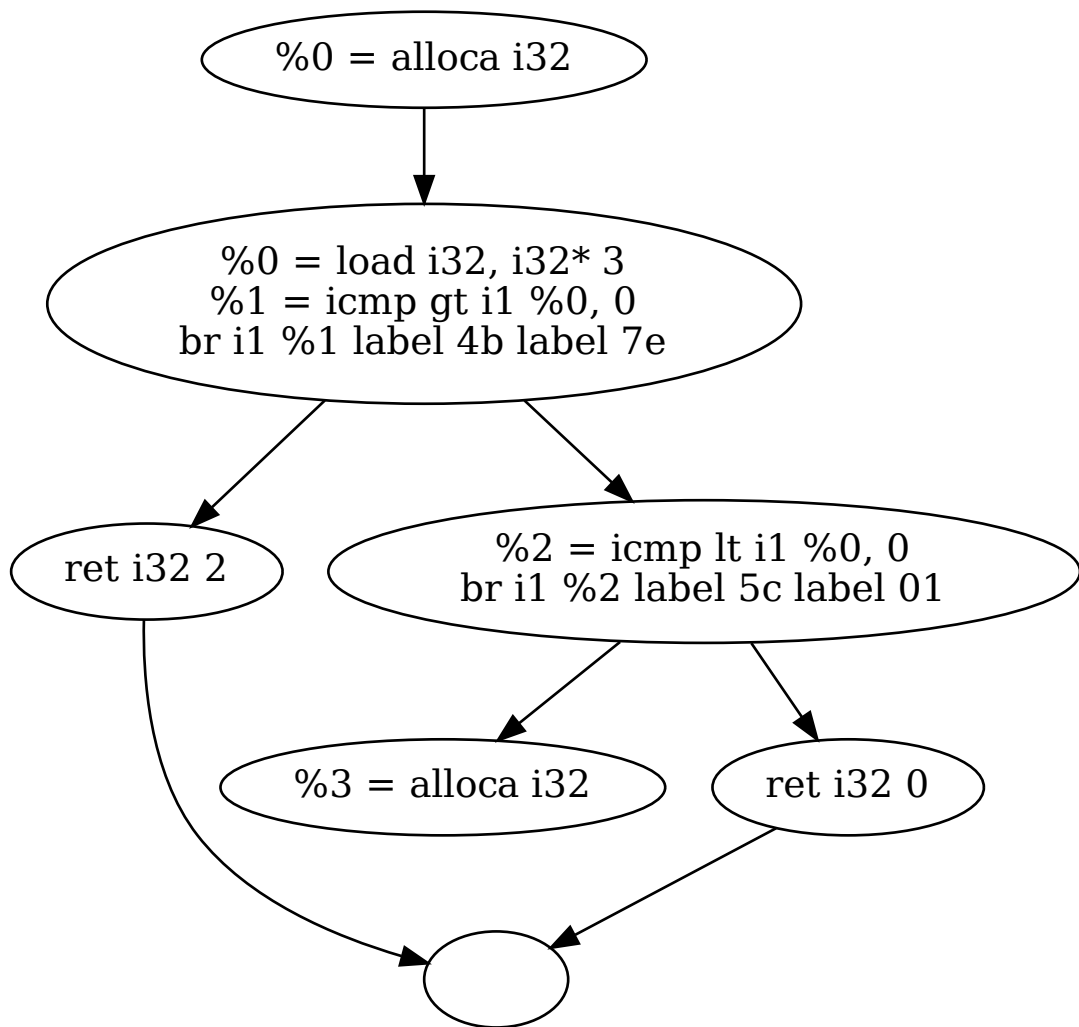 %0 = alloca i32
%0 = load i32, i32* 3
%1 = icmp gt i1 %0, 0
br i1 %1 label 4b label 7e
ret i32 2
%2 = icmp lt i1 %0, 0
br i1 %2 label 5c label 01
%3 = alloca i32
ret i32 0